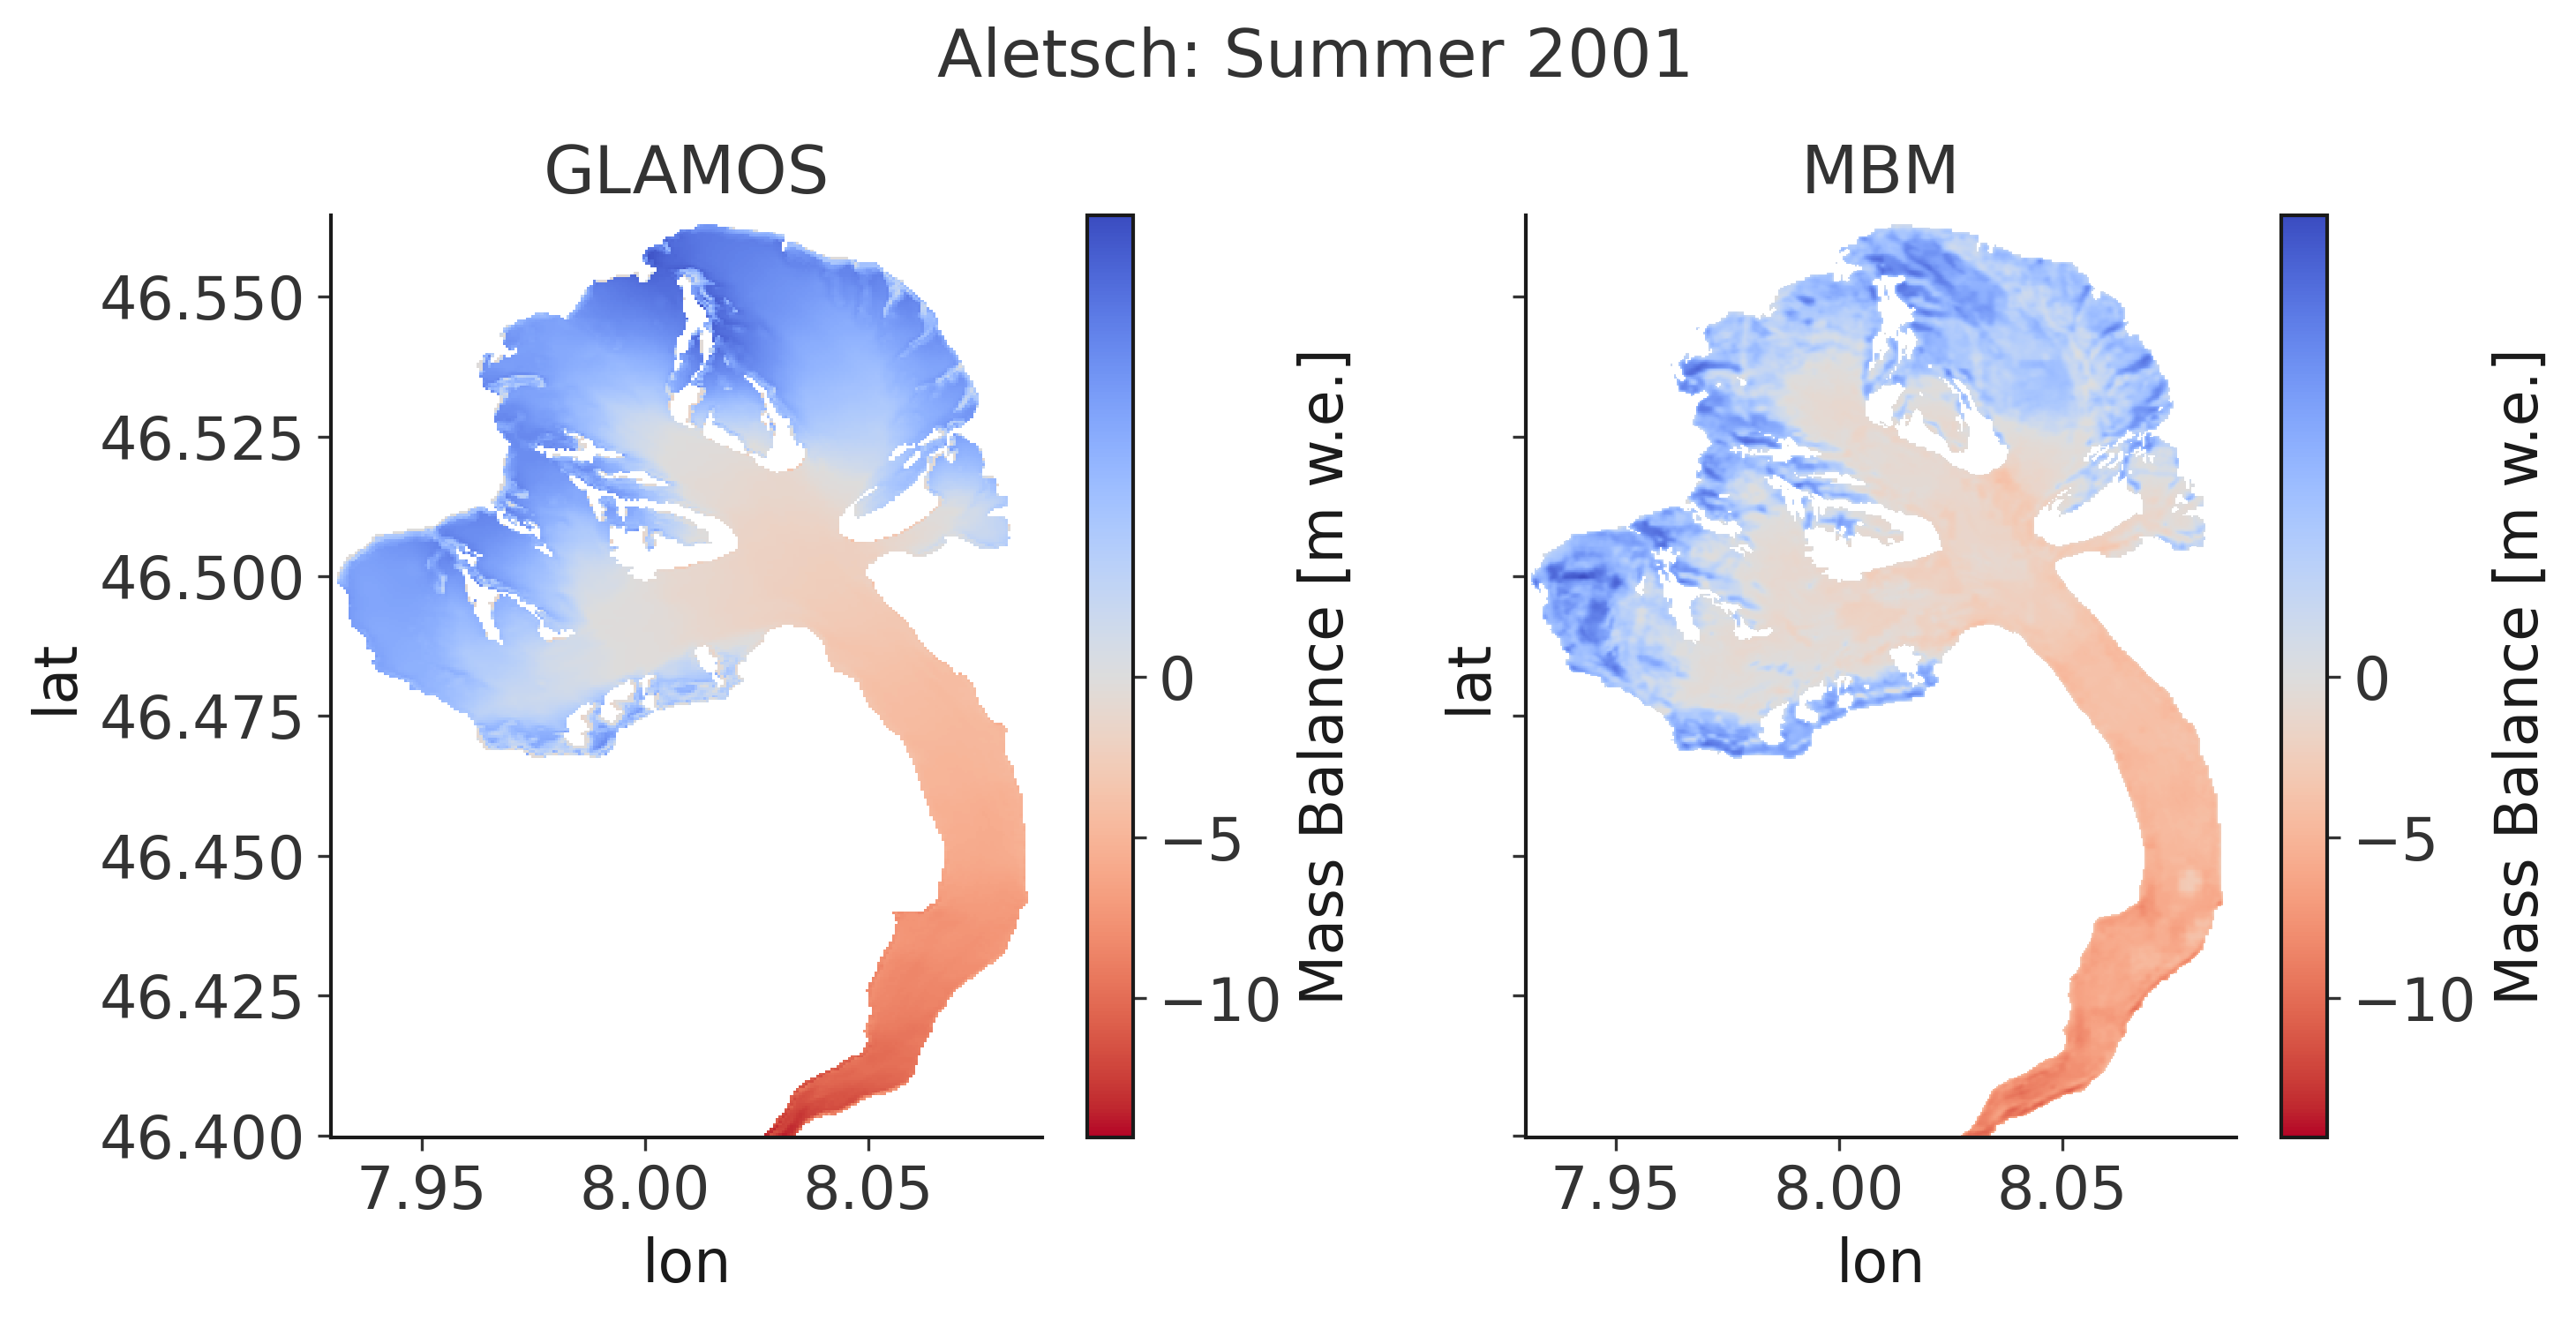 Aletsch: Summer 2001
GLAMOS
46.550
46.525
46.500
46.475
46.450
46.425
46.400
lat
7.95 8.00 8.05
lon
0
−5
−10
Mass Balance [m w.e.]
MBM
lat
7.95 8.00 8.05
lon
0
−5
−10
Mass Balance [m w.e.]